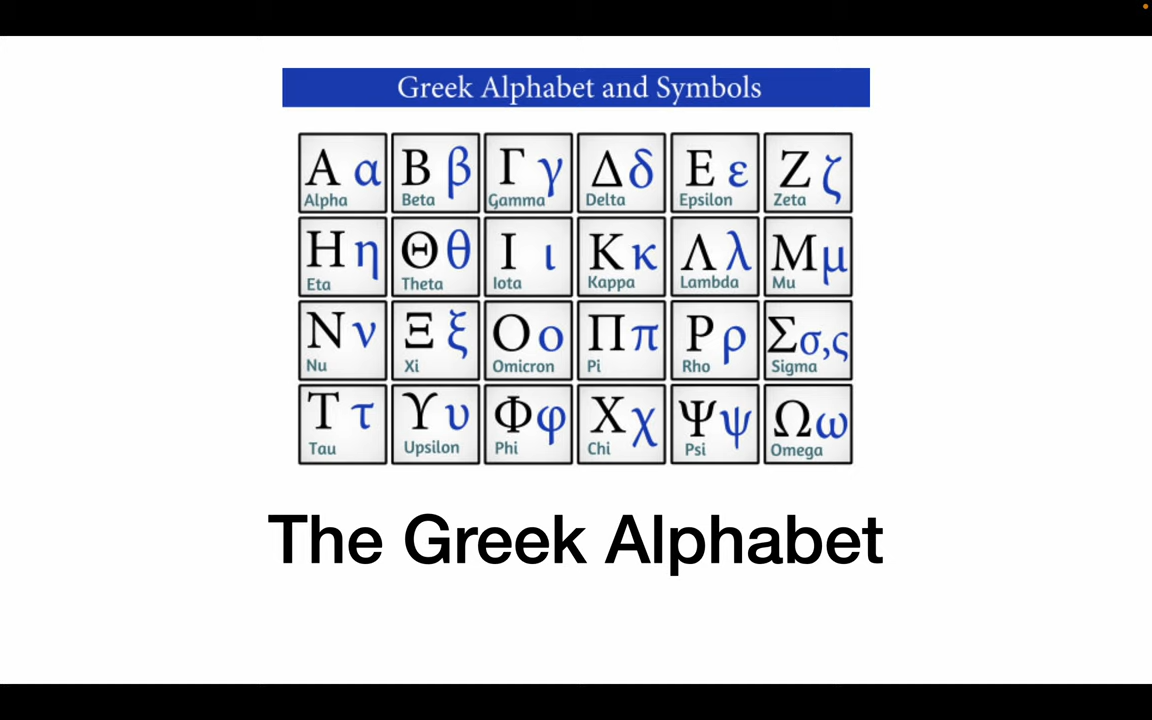 Greek Alphabet and Symbols
Α α Β β Γ γ Δ δ Ε ε Ζ ζ
Alpha Beta Gamma Delta Epsilon Zeta
Η η Θ θ Ι ι Κ κ Λ λ Μ μ
Eta Theta Iota Kappa Lambda Mu
Ν ν Ξ ξ Ο ο Π π Ρ ρ Σ σ,ς
Nu Xi Omicron Pi Rho Sigma
Τ τ ϒ υ Φ φ Χ χ Ψ ψ Ω ω
Tau Upsilon Phi Chi Psi Omega
The Greek Alphabet